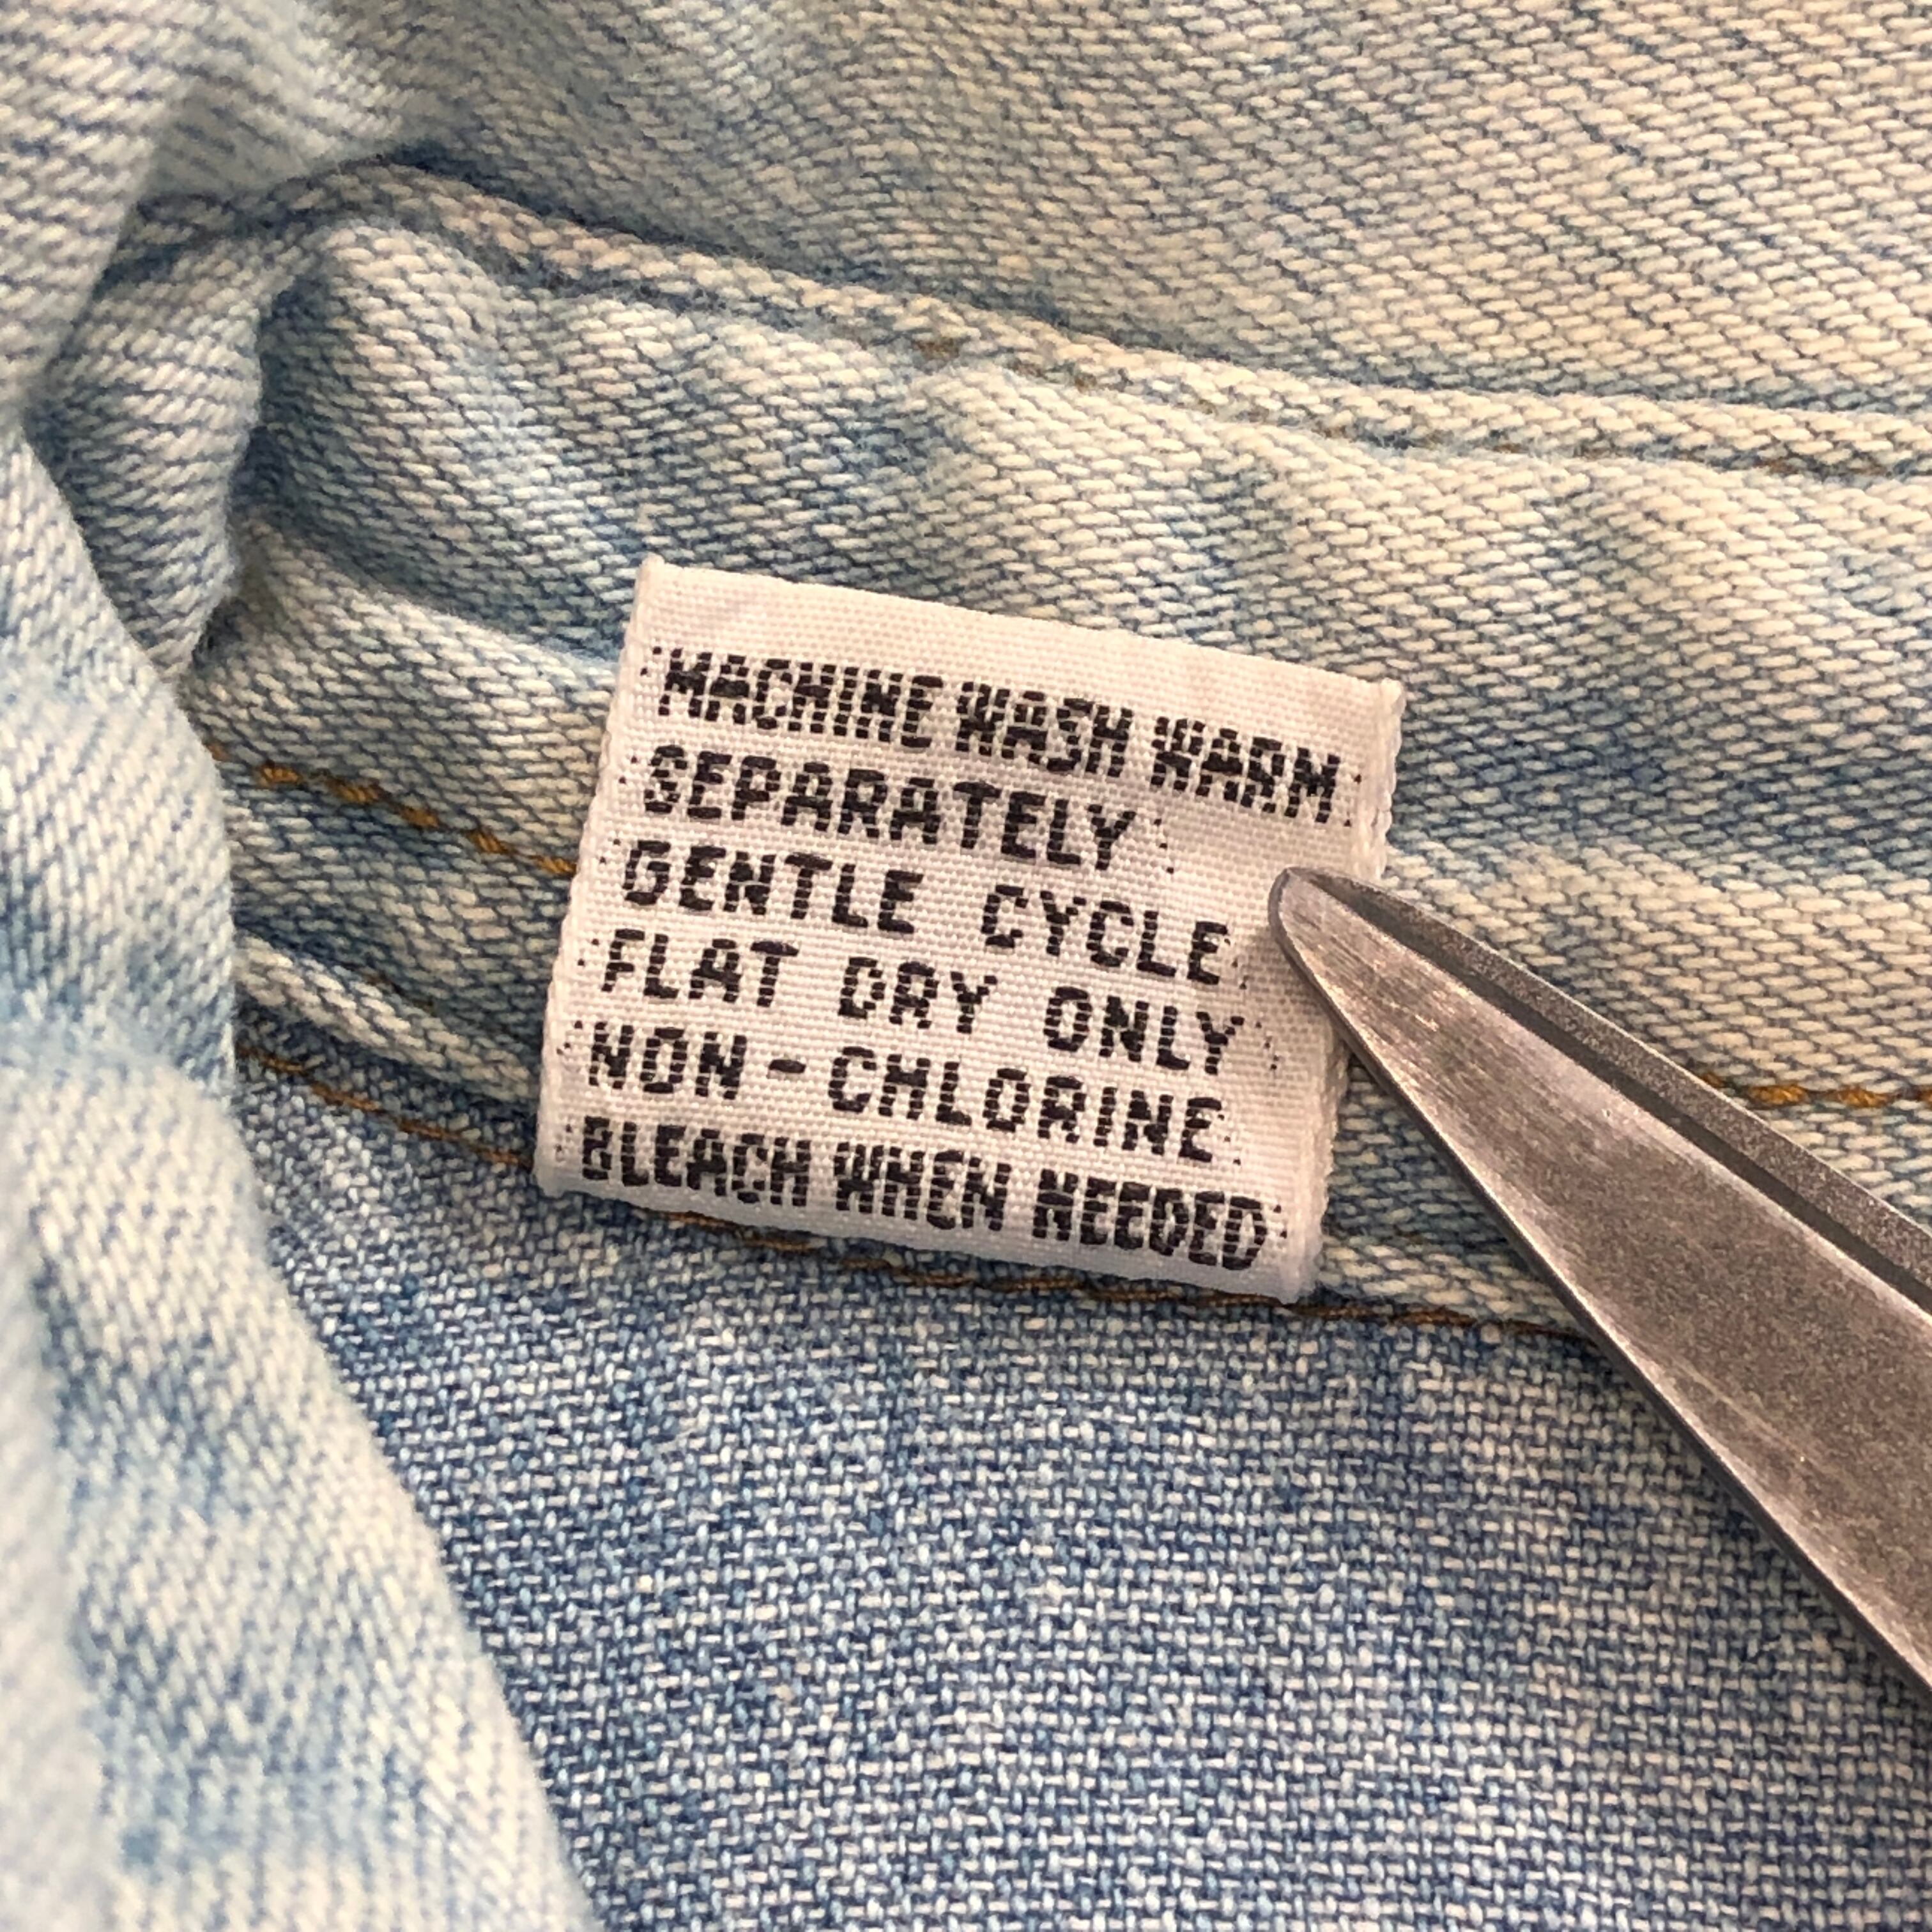 MACHINE WASH WARM
SEPARATELY
GENTLE CYCLE
FLAT DRY ONLY
NON-CHLORINE
BLEACH WHEN NEEDED